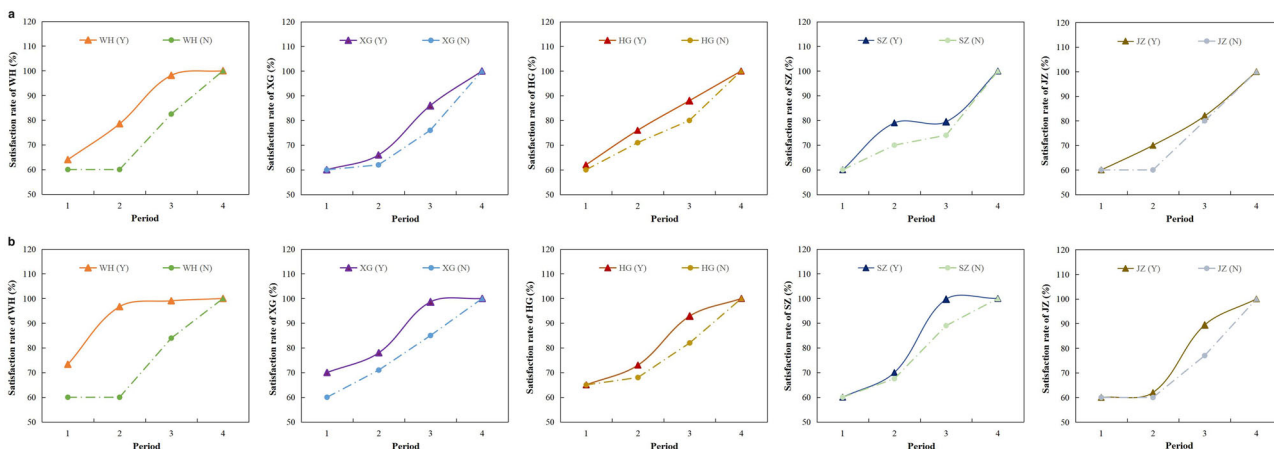 a
Satisfaction rate of WH (%)
120
110
100
90
80
70
60
50
WH (Y) WH (N)
1 2 3 4
Period
Satisfaction rate of XG (%)
120
110
100
90
80
70
60
50
XG (Y) XG (N)
1 2 3 4
Period
Satisfaction rate of HG (%)
120
110
100
90
80
70
60
50
HG (Y) HG (N)
1 2 3 4
Period
Satisfaction rate of SZ (%)
120
110
100
90
80
70
60
50
SZ (Y) SZ (N)
1 2 3 4
Period
Satisfaction rate of JZ (%)
120
110
100
90
80
70
60
50
JZ (Y) JZ (N)
1 2 3 4
Period
b
Satisfaction rate of WH (%)
120
110
100
90
80
70
60
50
WH (Y) WH (N)
1 2 3 4
Period
Satisfaction rate of XG (%)
120
110
100
90
80
70
60
50
XG (Y) XG (N)
1 2 3 4
Period
Satisfaction rate of HG (%)
120
110
100
90
80
70
60
50
HG (Y) HG (N)
1 2 3 4
Period
Satisfaction rate of SZ (%)
120
110
100
90
80
70
60
50
SZ (Y) SZ (N)
1 2 3 4
Period
Satisfaction rate of JZ (%)
120
110
100
90
80
70
60
50
JZ (Y) JZ (N)
1 2 3 4
Period